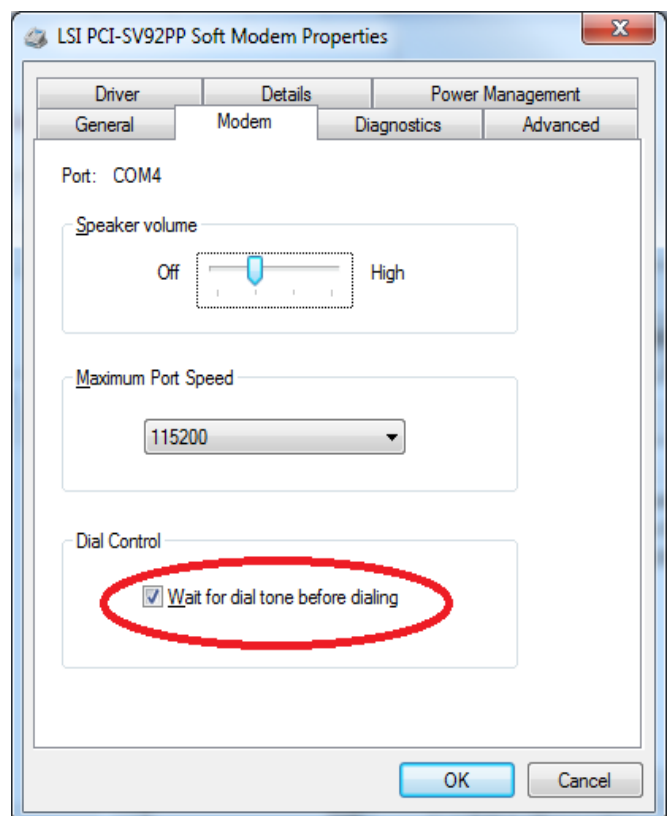 LSI PCI-SV92PP Soft Modem Properties
X
Driver Details Power Management
General Modem Diagnostics Advanced
Port: COM4
Speaker volume
Off High
Maximum Port Speed
115200
Dial Control
Wait for dial tone before dialing
OK Cancel